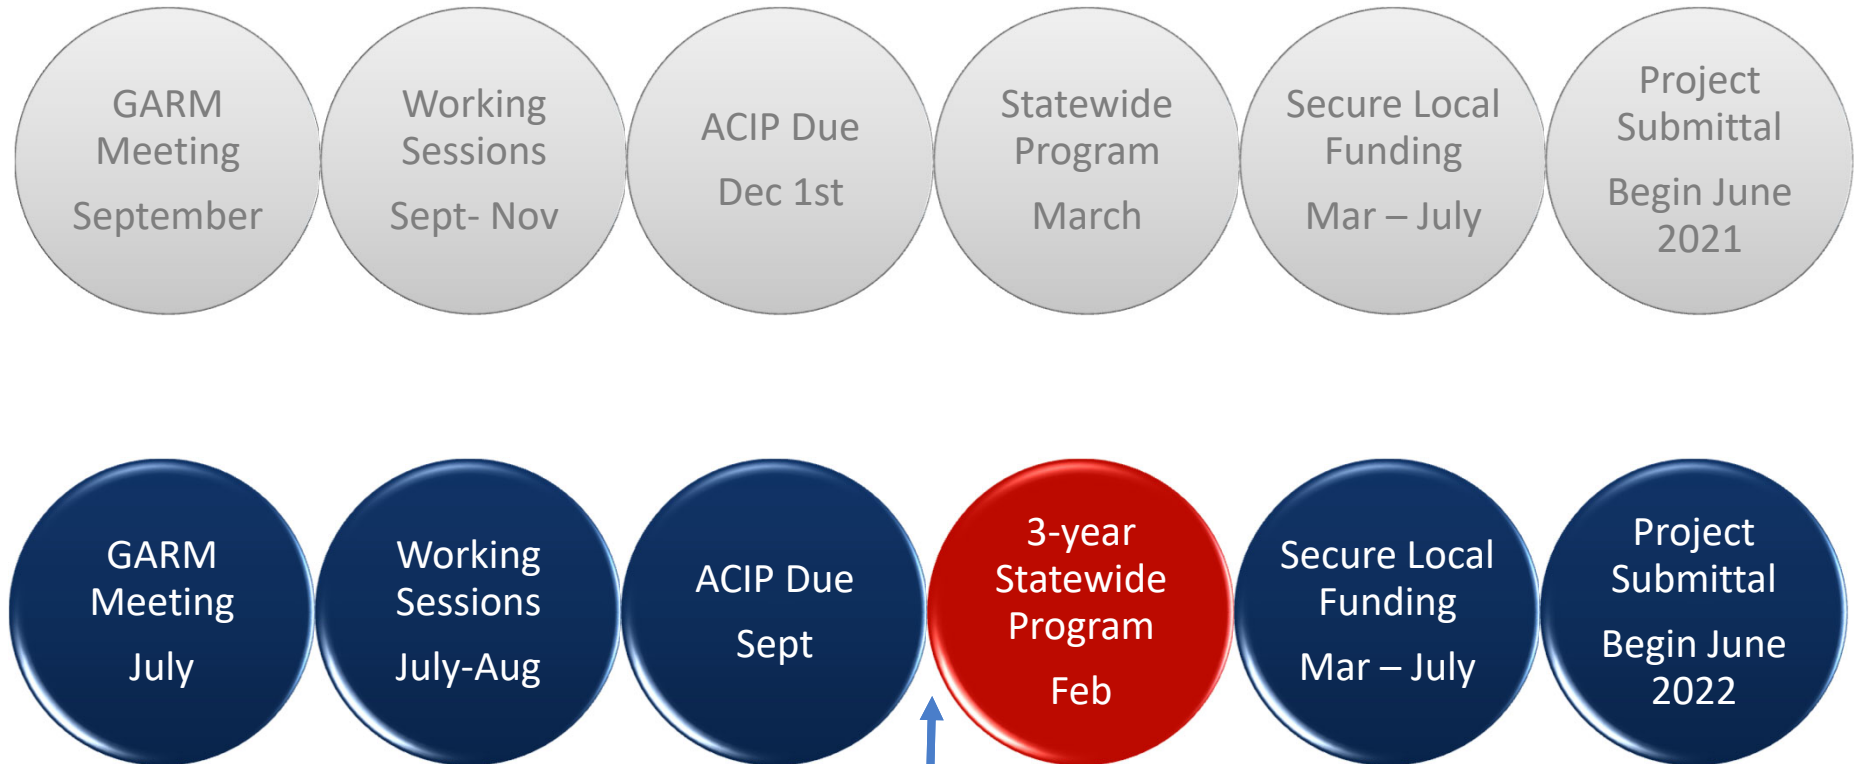 GARM
Meeting
September
Working
Sessions
Sept- Nov
ACIP Due
Dec 1st
Statewide
Program
March
Secure Local
Funding
Mar – July
Project
Submittal
Begin June
2021
GARM
Meeting
July
Working
Sessions
July-Aug
ACIP Due
Sept
3-year
Statewide
Program
Feb
Secure Local
Funding
Mar – July
Project
Submittal
Begin June
2022